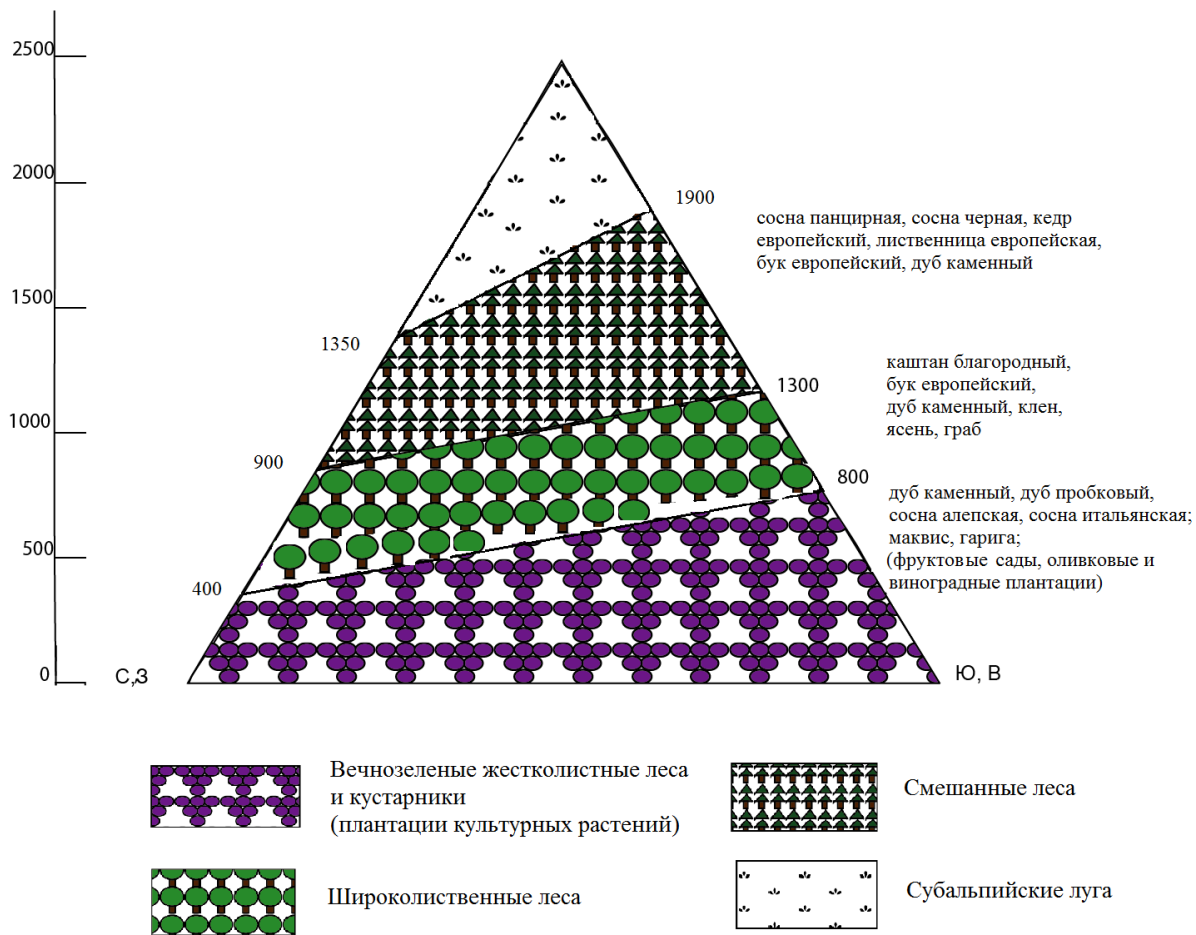 2500
2000
1500
1000
500
0
1900
1350
1300
900
800
400
С,З
Ю, В
сосна панцирная, сосна черная, кедр
европейский, лиственница европейская,
бук европейский, дуб каменный
каштан благородный,
бук европейский,
дуб каменный, клен,
ясень, граб
дуб каменный, дуб пробковый,
сосна алепская, сосна итальянская;
маквис, гарига;
(фруктовые сады, оливковые и
виноградные плантации)
Вечнозеленые жестколистные леса
и кустарники
(плантации культурных растений)
Смешанные леса
Широколиственные леса
Субальпийские луга